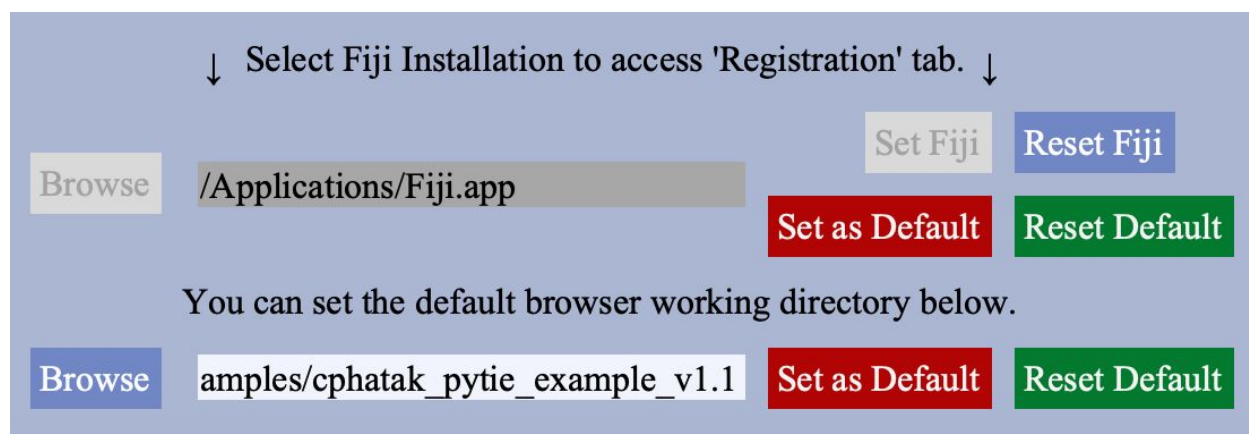 ↓ Select Fiji Installation to access 'Registration' tab. ↓
Set Fiji Reset Fiji
Browse /Applications/Fiji.app
Set as Default Reset Default
You can set the default browser working directory below.
Browse amples/cphatak_pytie_example_v1.1 Set as Default Reset Default